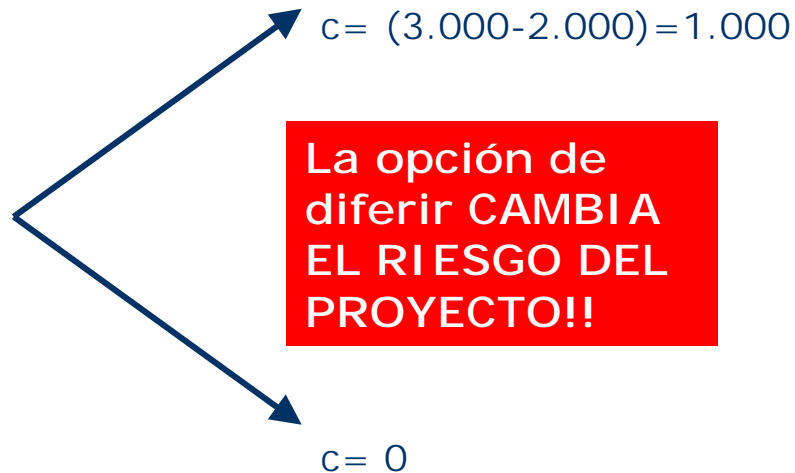 c= (3.000-2.000)=1.000
La opción de
diferir CAMBIA
EL RIESGO DEL
PROYECTO!!
c= 0